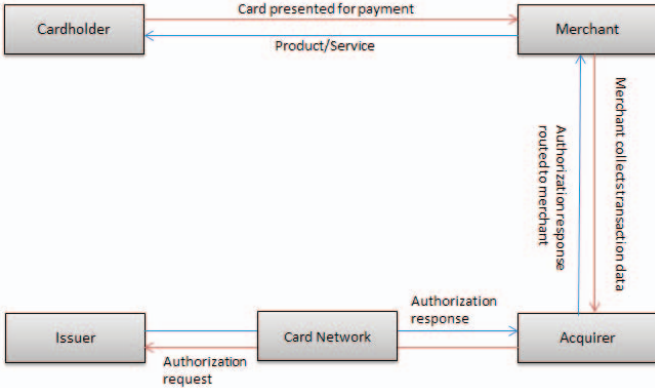 Card presented for payment
Cardholder
Merchant
Product/Service
Authorization response
routed to merchant
Merchant collects transaction data
Authorization
response
Issuer
Card Network
Acquirer
Authorization
request